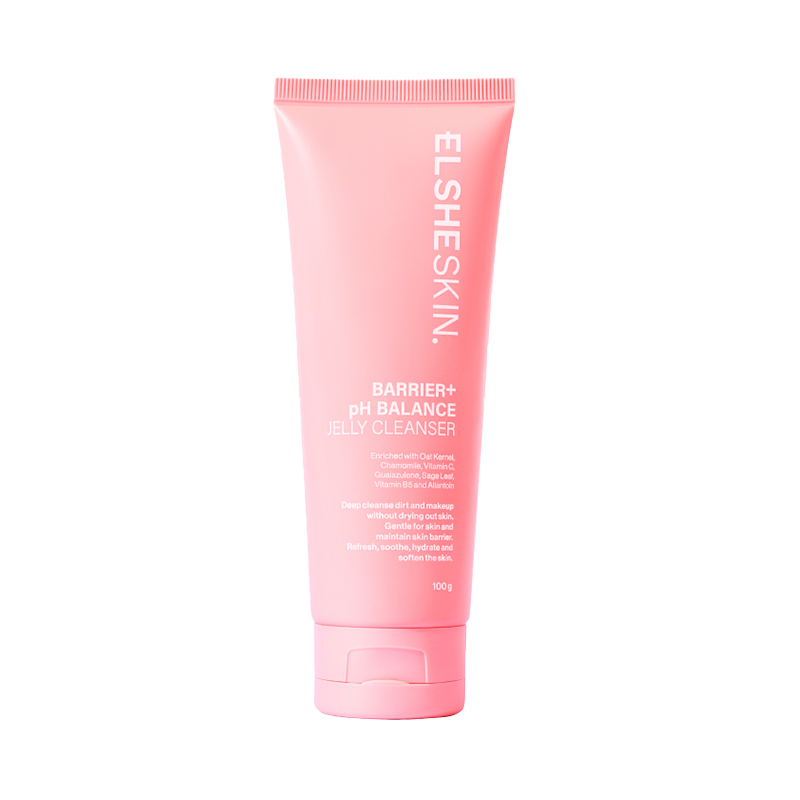 ELSHESKIN.
BARRIER+
pH BALANCE
JELLY CLEANSER
Enriched with Oat Kernel,
Chamomile, Vitamin C,
Guaiazulene, Sage Leaf,
Vitamin B5 and Allantoin
Deep cleanse dirt and makeup
without drying out skin.
Gentle for skin and
maintain skin barrier.
Refresh, soothe, hydrate and
soften the skin.
100 g